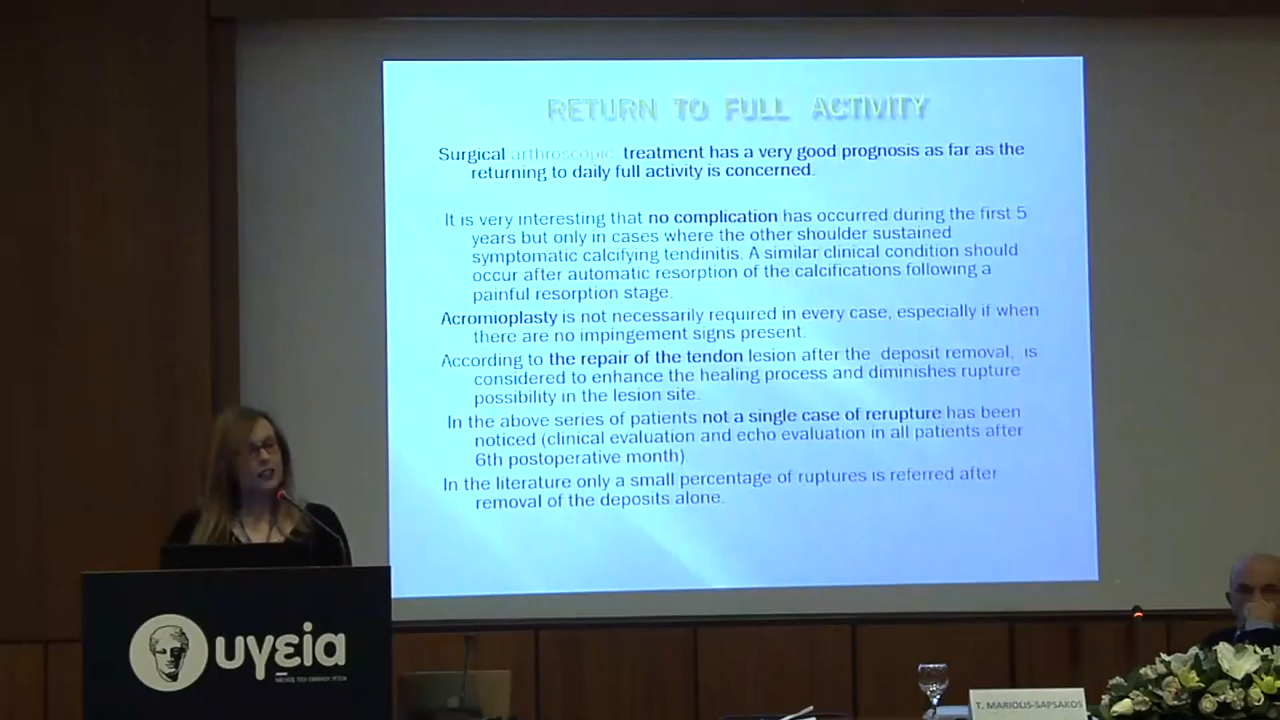 RETURN TO FULL ACTIVITY
Surgical arthroscopic treatment has a very good prognosis as far as the
returning to daily full activity is concerned.
It is very interesting that no complication has occurred during the first 5
years but only in cases where the other shoulder sustained
symptomatic calcifying tendinitis. A similar clinical condition should
occur after automatic resorption of the calcifications following a
painful resorption stage.
Acromioplasty is not necessarily required in every case, especially if when
there are no impingement signs present.
According to the repair of the tendon lesion after the deposit removal, is
considered to enhance the healing process and diminishes rupture
possibility in the lesion site.
In the above series of patients not a single case of rerupture has been
noticed (clinical evaluation and echo evaluation in all patients after
6th postoperative month).
In the literature only a small percentage of ruptures is referred after
removal of the deposits alone.
υγεία
T. MARIOLIS-SAPSAKOS